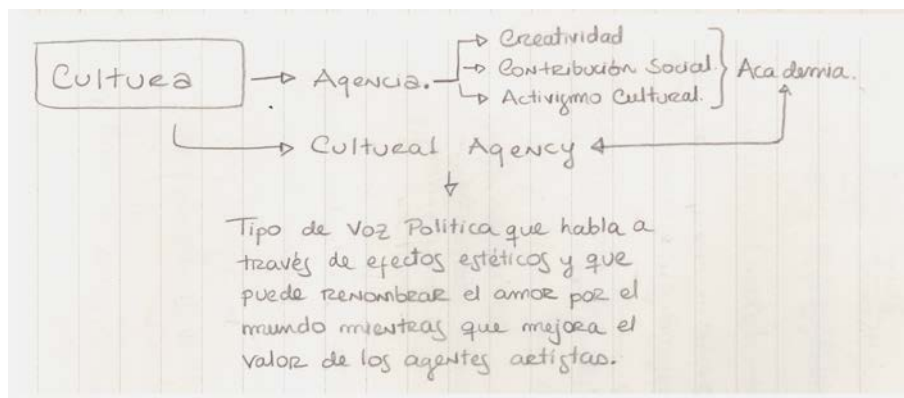 Creatividad
Cultura Agencia. Contribución Social. Academia.
Activismo Cultural.
Cultural Agency
Tipo de Voz Política que habla a
través de efectos estéticos y que
puede renombrar el amor por el
mundo mientras que mejora el
valor de los agentes artistas.